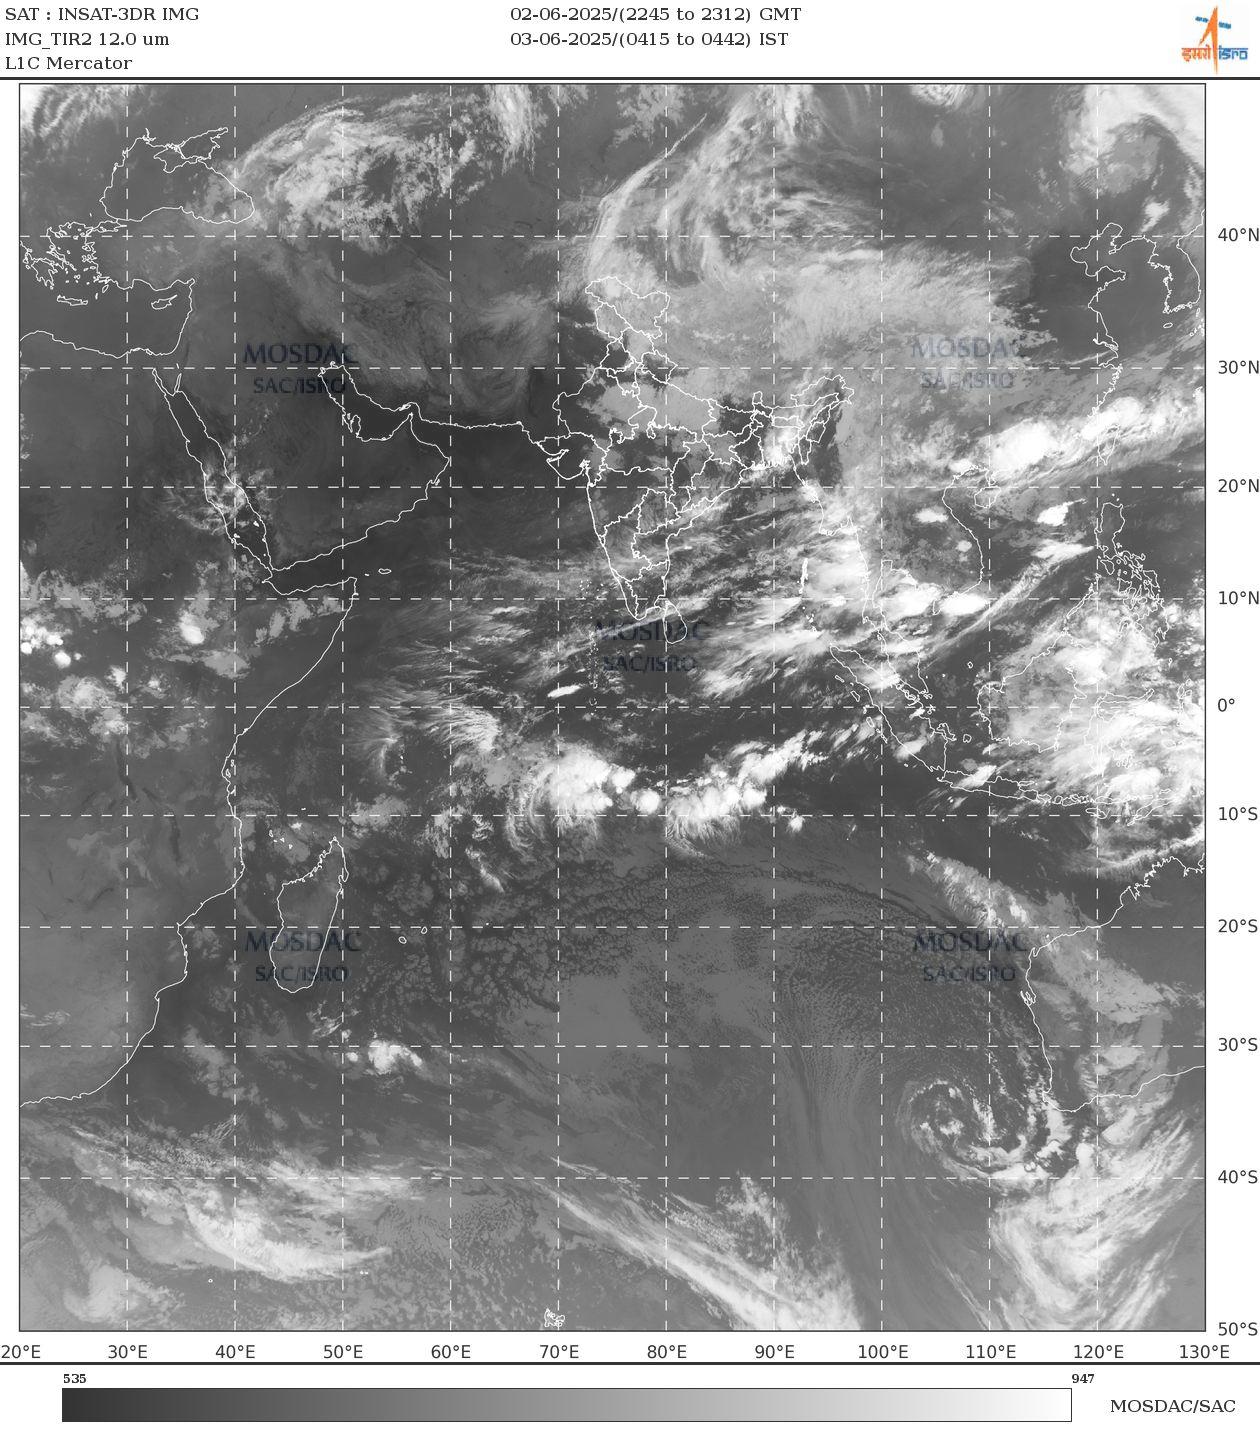 SAT : INSAT-3DR IMG
IMG_TIR2 12.0 um
L1C Mercator
02-06-2025/(2245 to 2312) GMT
03-06-2025/(0415 to 0442) IST
इसरो isro
40°N
30°N
20°N
10°N
0°
10°S
20°S
30°S
40°S
50°S
MOSDAC
SAC/ISRO
MOSDAC
SAC/ISRO
MOSDAC
SAC/ISRO
MOSDAC
SAC/ISRO
MOSDAC
SAC/ISRO
20°E 30°E 40°E 50°E 60°E 70°E 80°E 90°E 100°E 110°E 120°E 130°E
535
947
MOSDAC/SAC